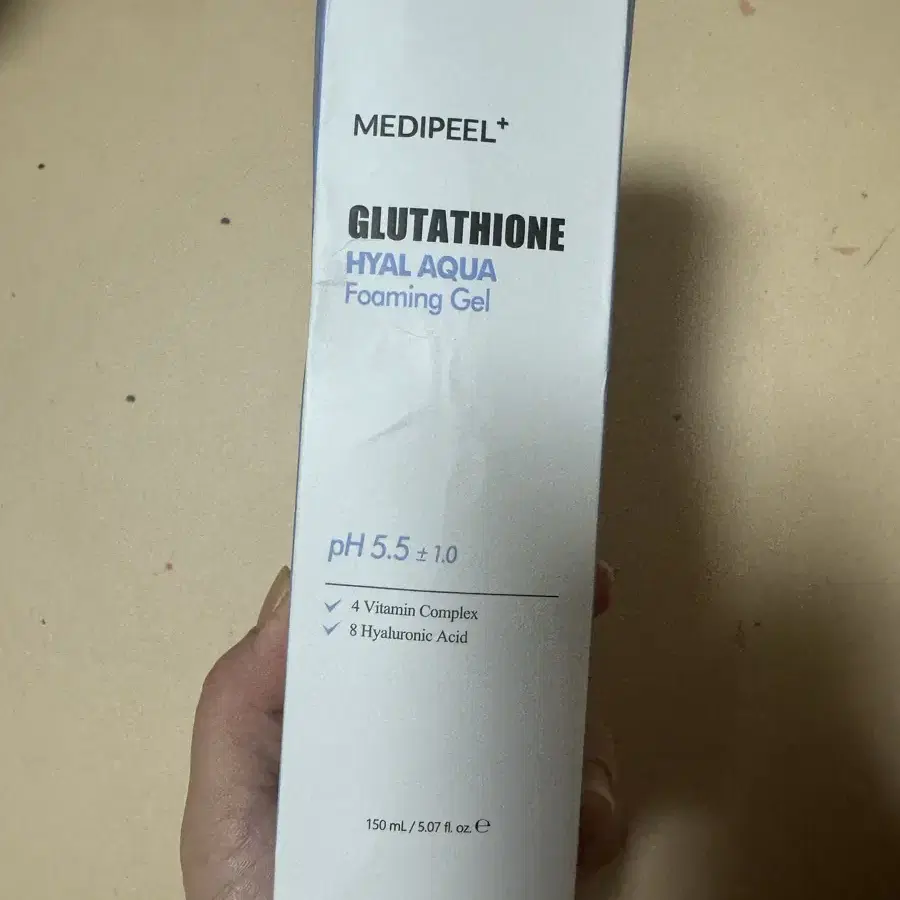 MEDIPEEL+
GLUTATHIONE
HYAL AQUA
Foaming Gel
pH 5.5 ± 1.0
✓ 4 Vitamin Complex
✓ 8 Hyaluronic Acid
150 mL / 5.07 fl. oz. ℮